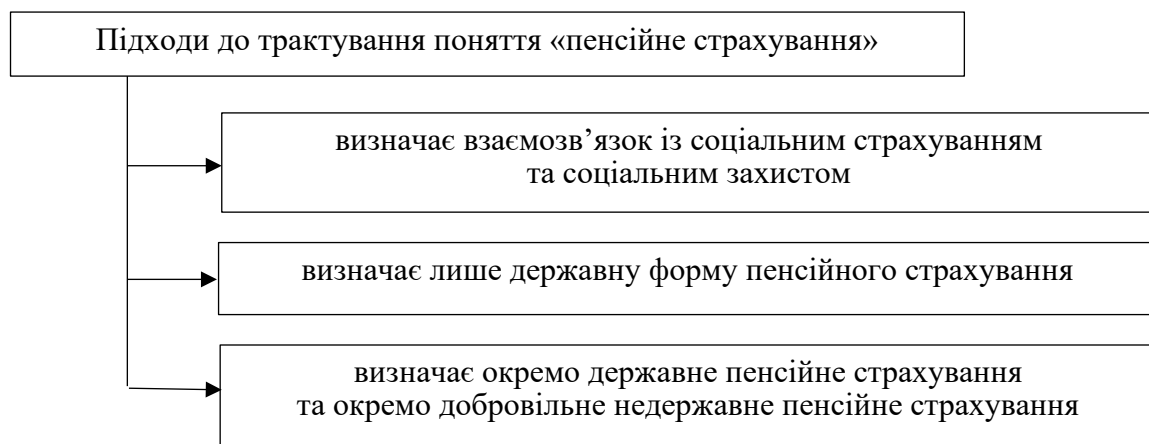 Підходи до трактування поняття «пенсійне страхування»
визначає взаємозв’язок із соціальним страхуванням
та соціальним захистом
визначає лише державну форму пенсійного страхування
визначає окремо державне пенсійне страхування
та окремо добровільне недержавне пенсійне страхування